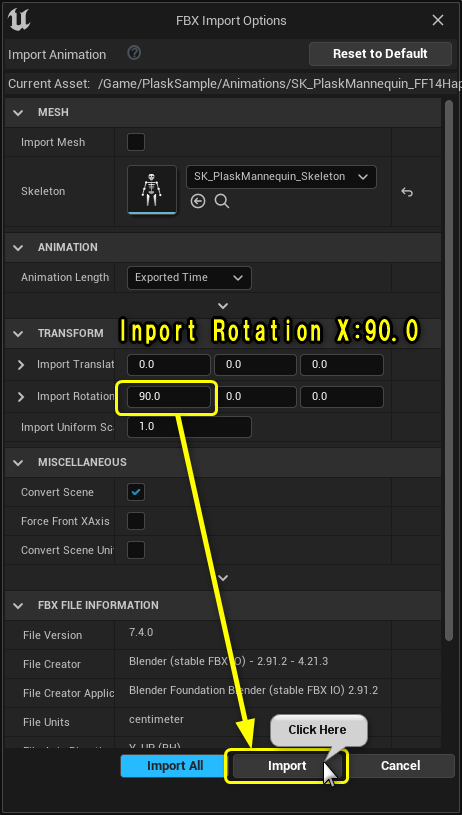 FBX Import Options
Import Animation
Reset to Default
Current Asset: /Game/PlaskSample/Animations/SK_PlaskMannequin_FF14Hap
MESH
Import Mesh
Skeleton
SK_PlaskMannequin_Skeleton
ANIMATION
Animation Length
Exported Time
TRANSFORM
Inport Rotation X:90.0
Import Translat
0.0 0.0 0.0
Import Rotation
90.0 0.0 0.0
Import Uniform Sca
1.0
MISCELLANEOUS
Convert Scene
Force Front XAxis
Convert Scene Unit
FBX FILE INFORMATION
File Version
7.4.0
File Creator
Blender (stable FBX IO) - 2.91.2 - 4.21.3
File Creator Applic
Blender Foundation Blender (stable FBX IO) 2.91.2
File Units
centimeter
Click Here
Import All
Import
Cancel